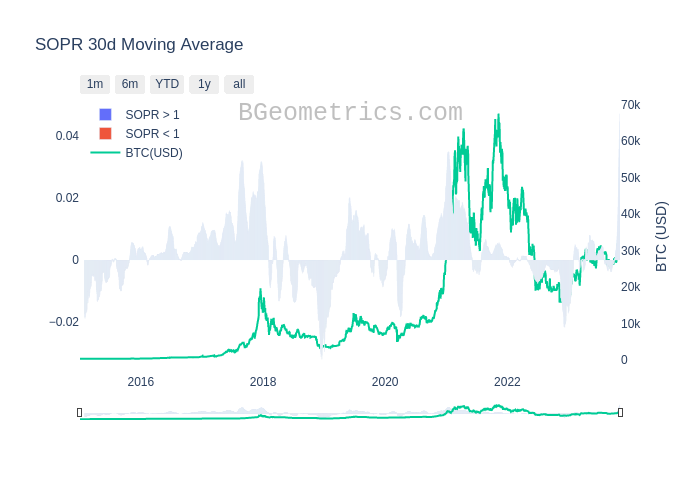 SOPR 30d Moving Average
1m 6m YTD 1y all
BGeometrics.com
SOPR > 1
SOPR < 1
BTC(USD)
0.04
0.02
0
−0.02
70k
60k
50k
40k
30k
20k
10k
0
BTC (USD)
2016 2018 2020 2022